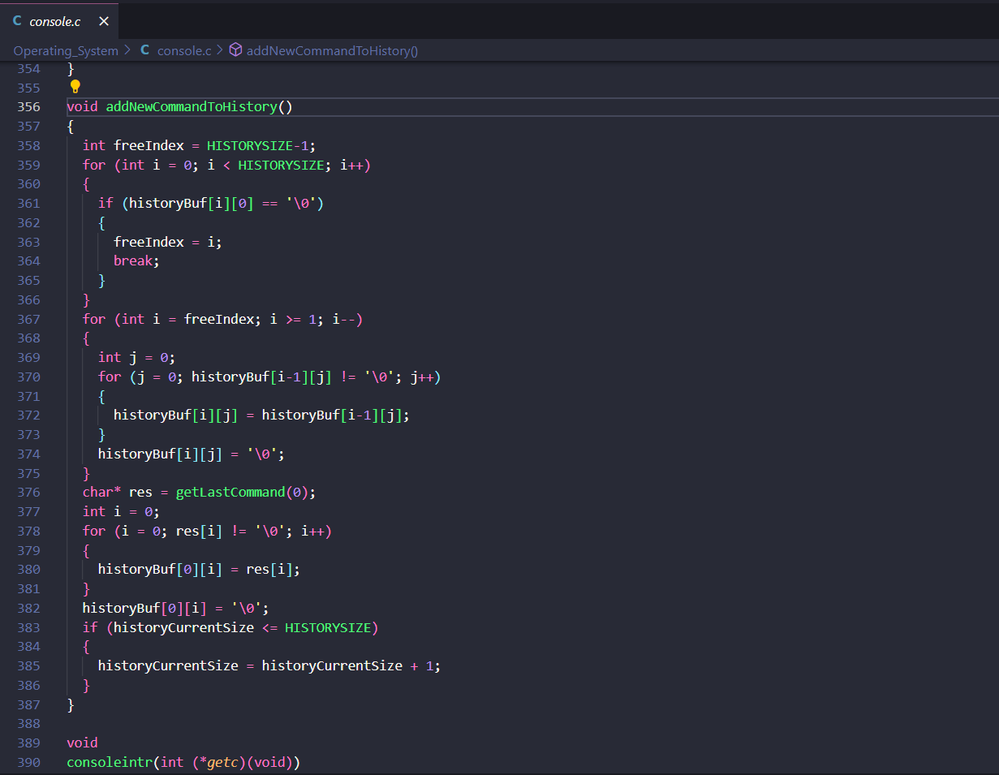 C console.c ×
Operating_System > C console.c > addNewCommandToHistory()
354 }
355
356 void addNewCommandToHistory()
357 {
358   int freeIndex = HISTORYSIZE-1;
359   for (int i = 0; i < HISTORYSIZE; i++)
360   {
361     if (historyBuf[i][0] == '\0')
362     {
363       freeIndex = i;
364       break;
365     }
366   }
367   for (int i = freeIndex; i >= 1; i--)
368   {
369     int j = 0;
370     for (j = 0; historyBuf[i-1][j] != '\0'; j++)
371     {
372       historyBuf[i][j] = historyBuf[i-1][j];
373     }
374     historyBuf[i][j] = '\0';
375   }
376   char* res = getLastCommand(0);
377   int i = 0;
378   for (i = 0; res[i] != '\0'; i++)
379   {
380     historyBuf[0][i] = res[i];
381   }
382   historyBuf[0][i] = '\0';
383   if (historyCurrentSize <= HISTORYSIZE)
384   {
385     historyCurrentSize = historyCurrentSize + 1;
386   }
387 }
388
389 void
390 consoleintr(int (*getc)(void))